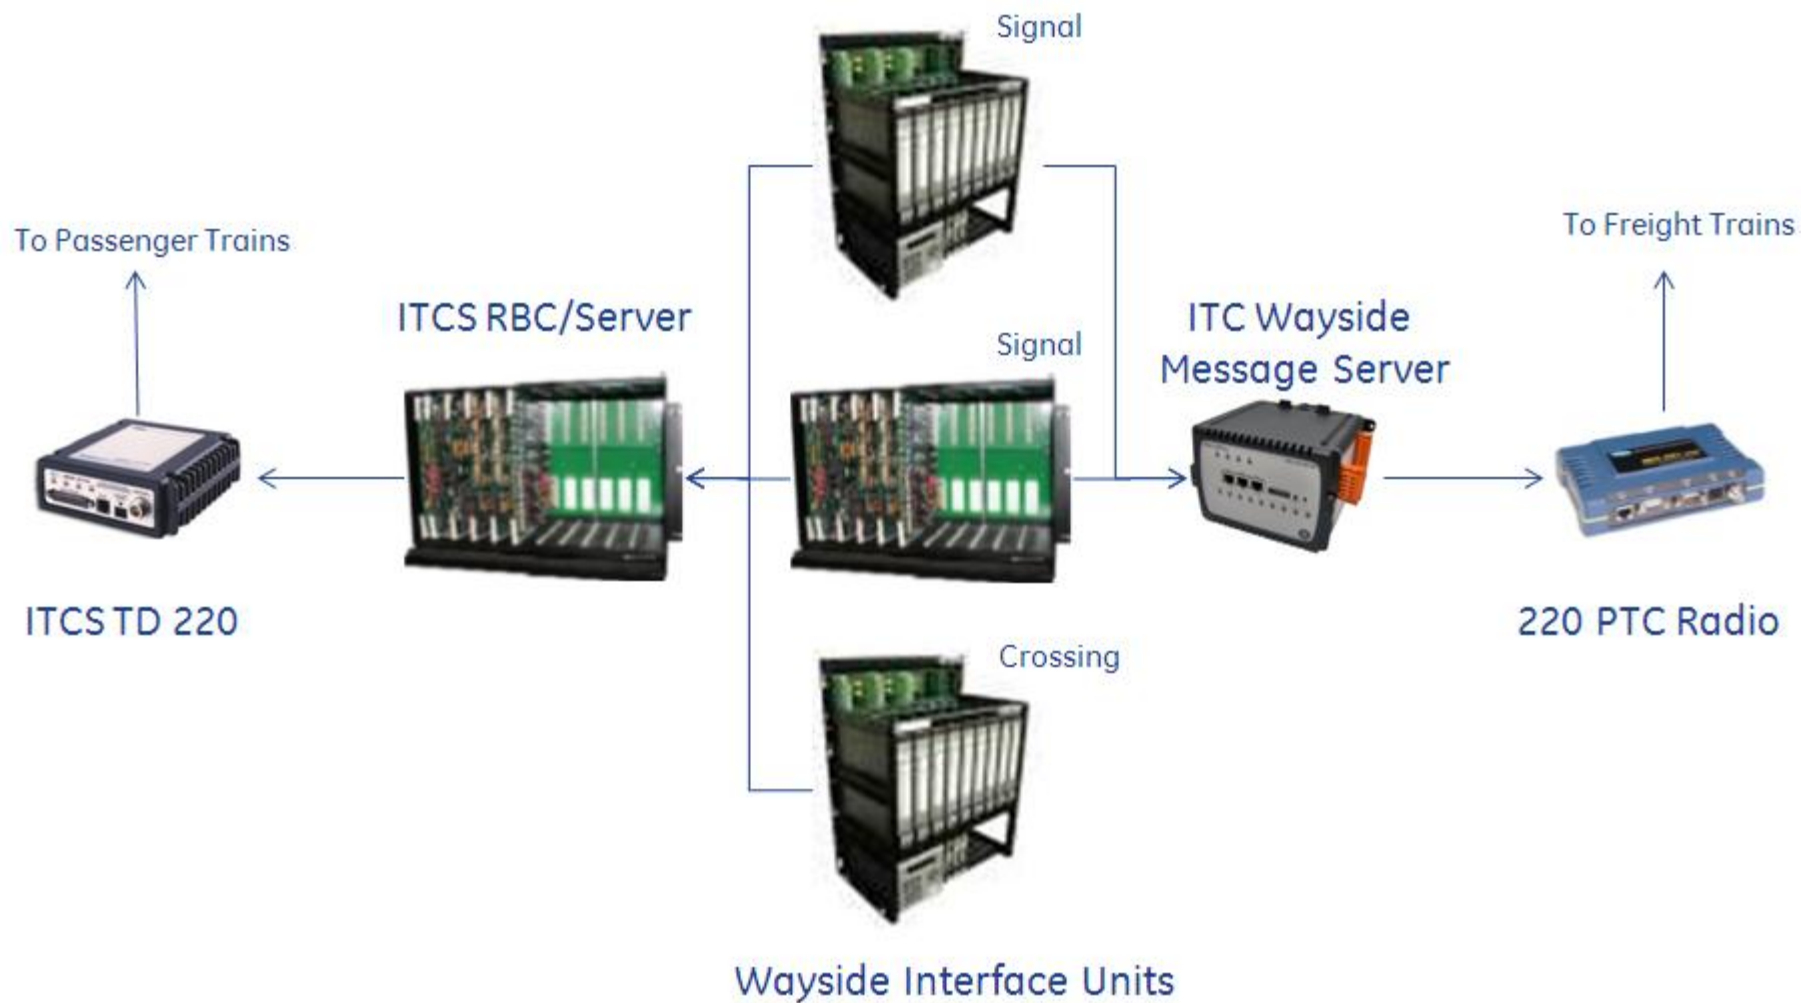 Signal
To Passenger Trains
To Freight Trains
ITCS RBC/Server
ITC Wayside
Message Server
Signal
ITCS TD 220
220 PTC Radio
Crossing
Wayside Interface Units